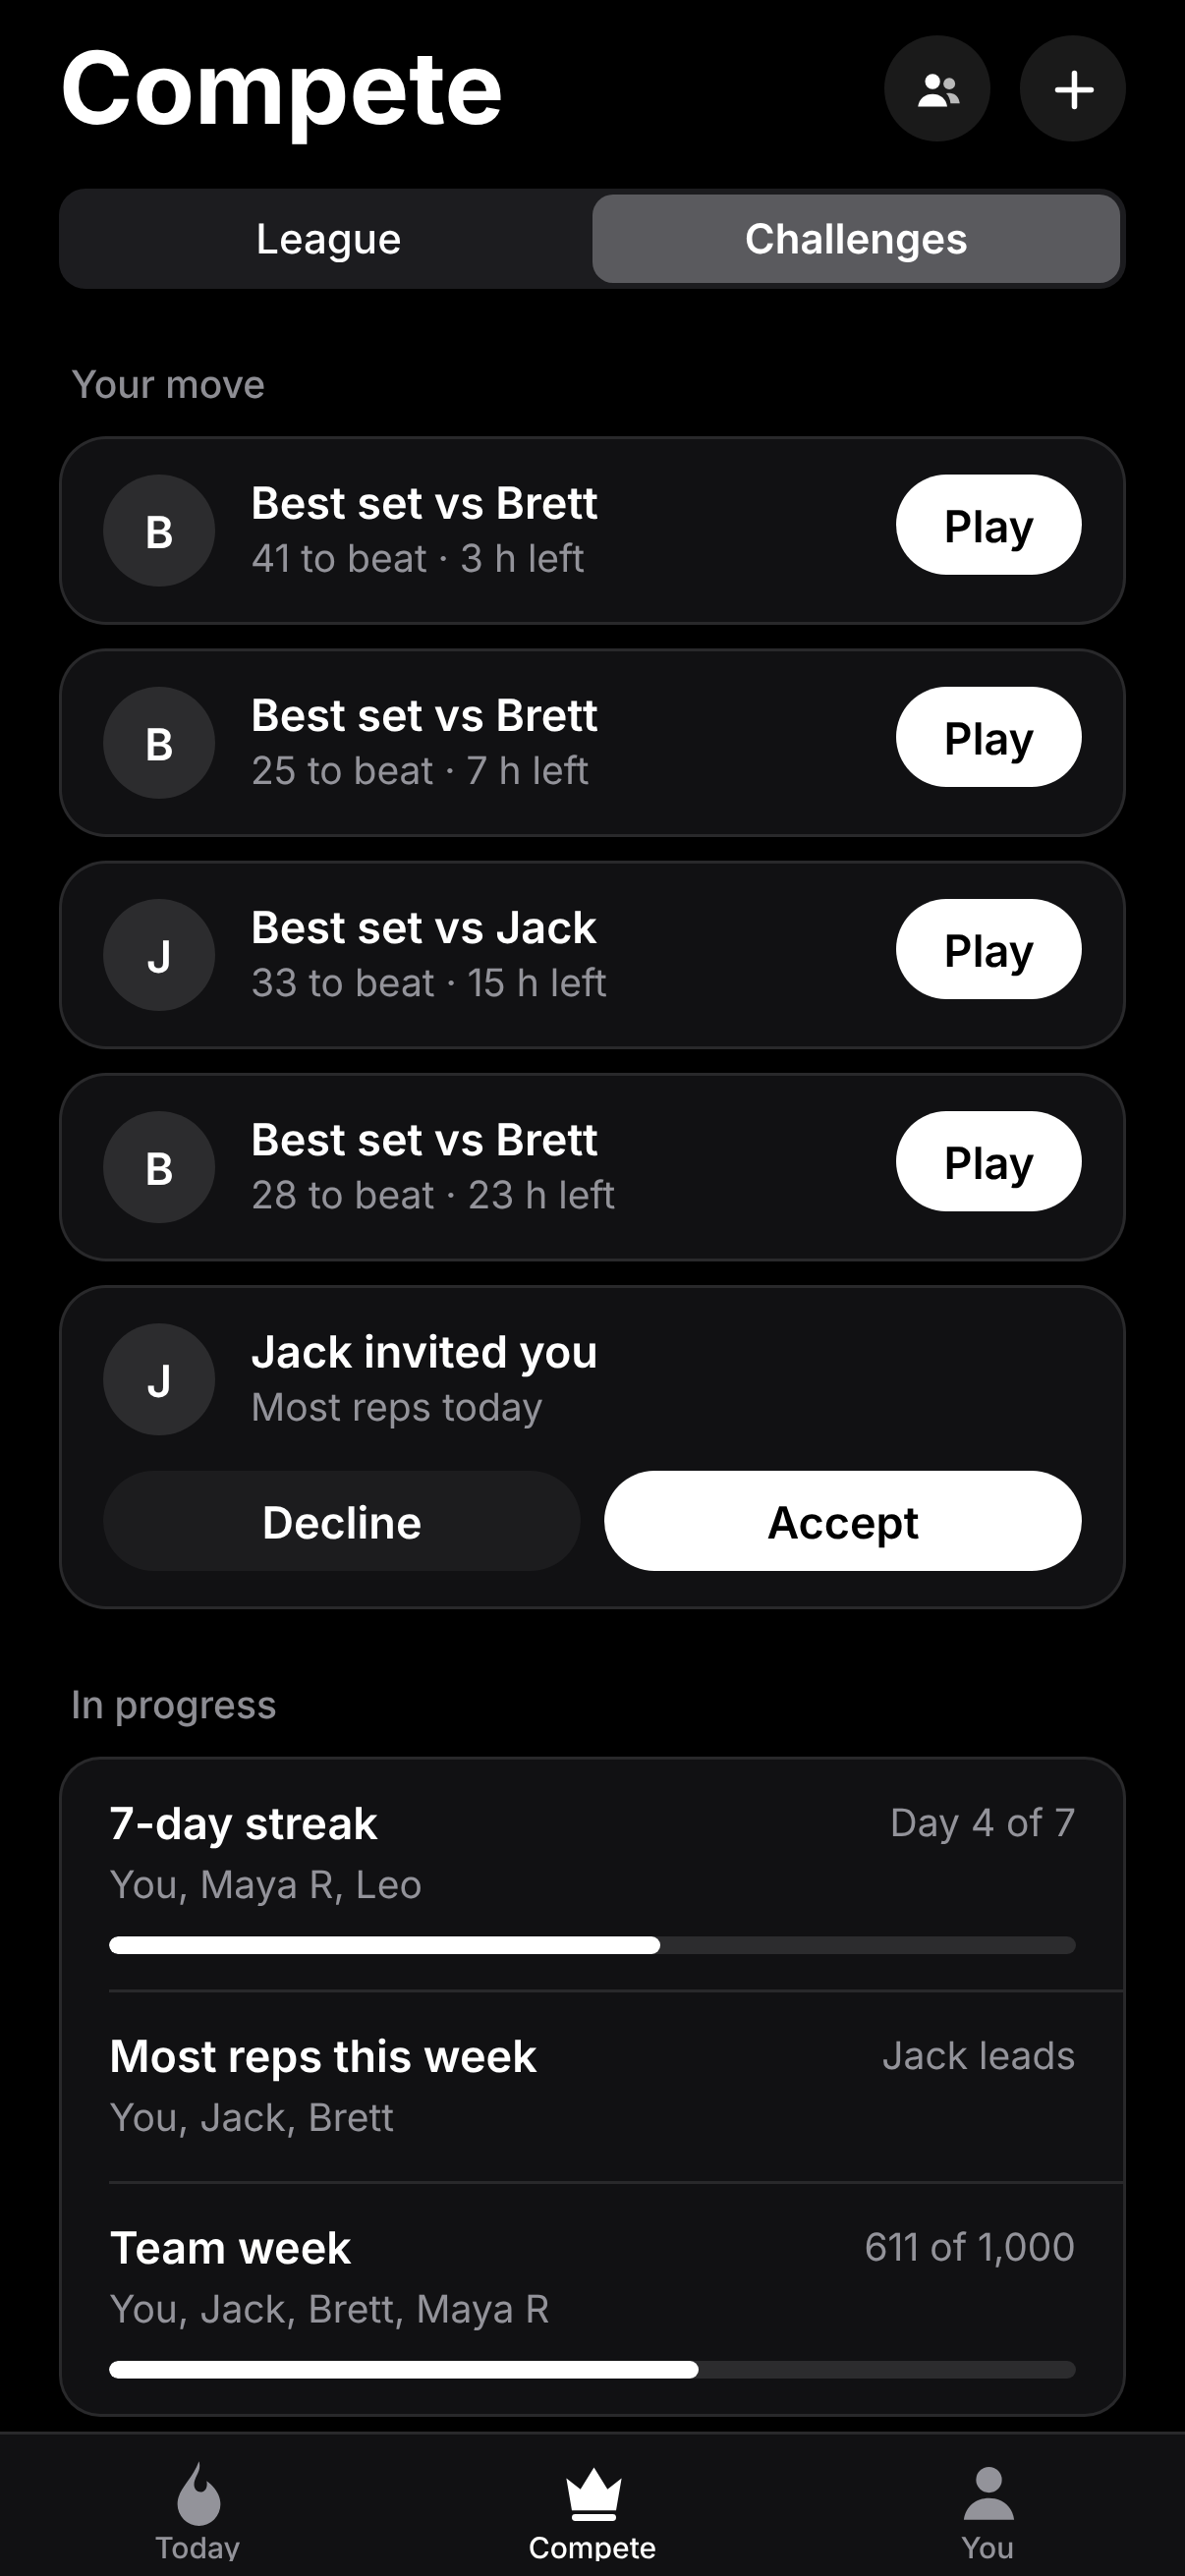 Compete
League
Challenges
Your move
B
Best set vs Brett
41 to beat · 3 h left
Play
B
Best set vs Brett
25 to beat · 7 h left
Play
J
Best set vs Jack
33 to beat · 15 h left
Play
B
Best set vs Brett
28 to beat · 23 h left
Play
J
Jack invited you
Most reps today
Decline
Accept
In progress
7-day streak
Day 4 of 7
You, Maya R, Leo
Most reps this week
Jack leads
You, Jack, Brett
Team week
611 of 1,000
You, Jack, Brett, Maya R
Today
Compete
You